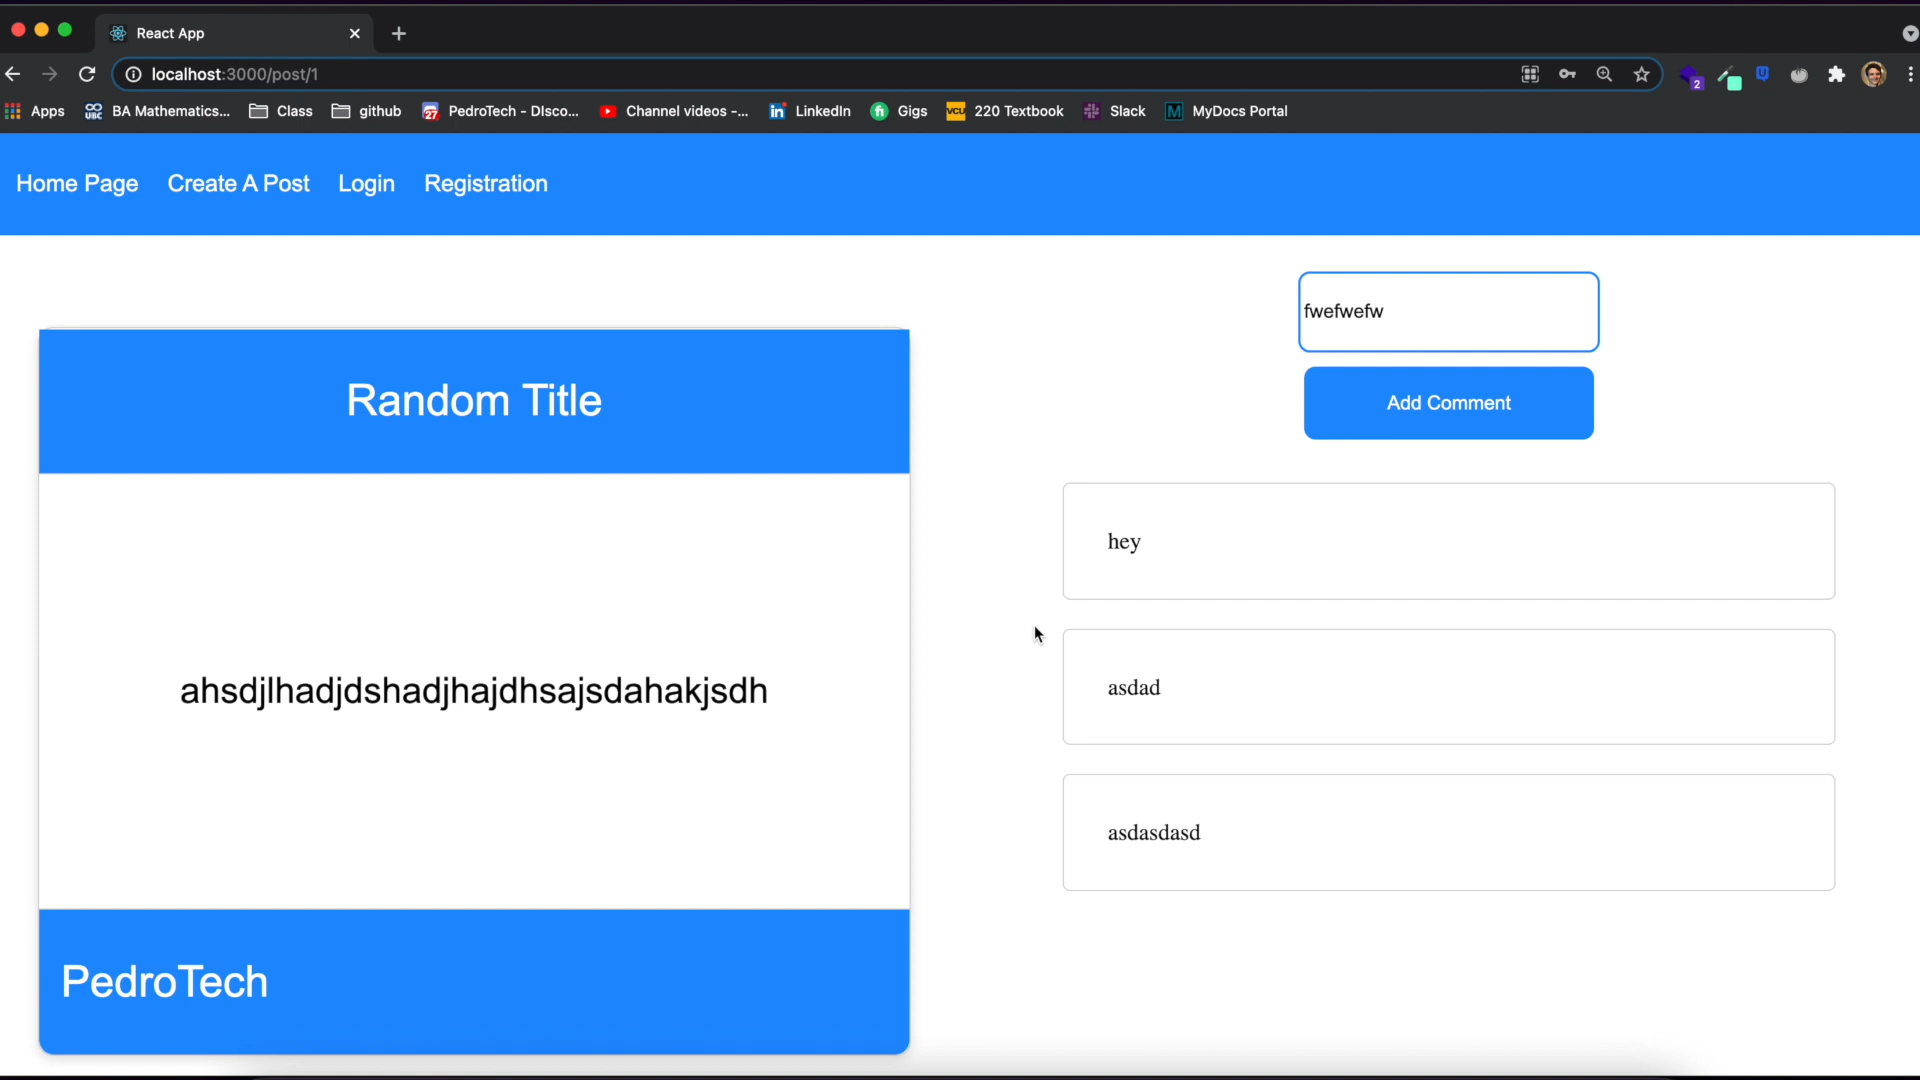 React App
localhost:3000/post/1
2
Apps BA Mathematics... Class github PedroTech - DIsco... Channel videos -... LinkedIn Gigs 220 Textbook Slack MyDocs Portal
Home Page Create A Post Login Registration
fwefwefw
Add Comment
Random Title
ahsdjlhadjdshadjhajdhsajsdahakjsdh
PedroTech
hey
asdad
asdasdasd